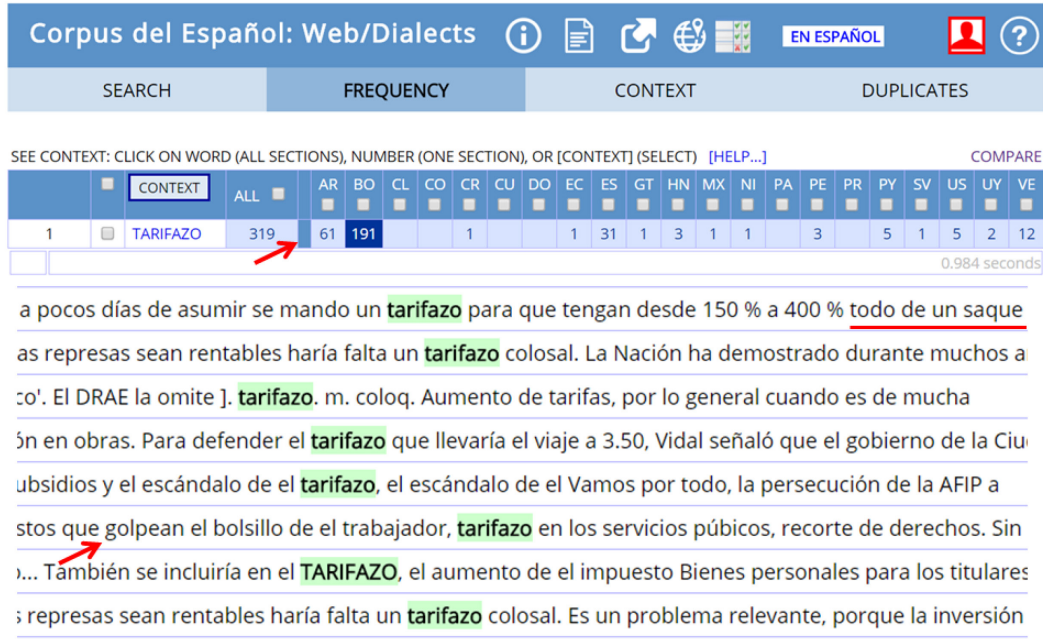 Corpus del Español: Web/Dialects EN ESPAÑOL
SEARCH FREQUENCY CONTEXT DUPLICATES
SEE CONTEXT: CLICK ON WORD (ALL SECTIONS), NUMBER (ONE SECTION), OR [CONTEXT] (SELECT) [HELP...] COMPARE
CONTEXT ALL AR BO CL CO CR CU DO EC ES GT HN MX NI PA PE PR PY SV US UY VE
1 TARIFAZO 319 61 191 1 1 31 1 3 1 1 3 5 1 5 2 12
0.984 seconds
a pocos días de asumir se mando un tarifazo para que tengan desde 150 % a 400 % todo de un saque
as represas sean rentables haría falta un tarifazo colosal. La Nación ha demostrado durante muchos a
co'. El DRAE la omite ]. tarifazo. m. coloq. Aumento de tarifas, por lo general cuando es de mucha
ón en obras. Para defender el tarifazo que llevaría el viaje a 3.50, Vidal señaló que el gobierno de la Ciu
ubsidios y el escándalo de el tarifazo, el escándalo de el Vamos por todo, la persecución de la AFIP a
stos que golpean el bolsillo de el trabajador, tarifazo en los servicios púbicos, recorte de derechos. Sin
... También se incluiría en el TARIFAZO, el aumento de el impuesto Bienes personales para los titulares
s represas sean rentables haría falta un tarifazo colosal. Es un problema relevante, porque la inversión